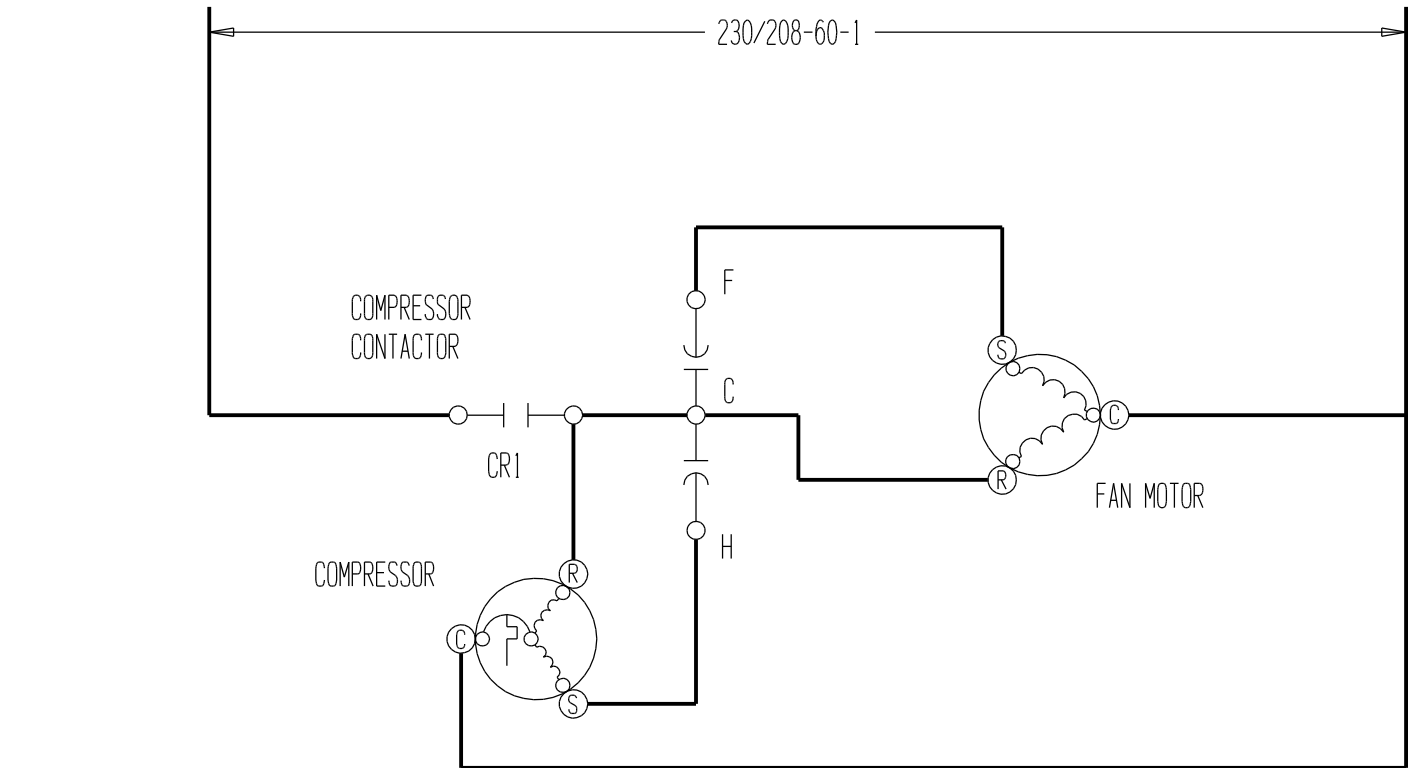 230/208-60-1
F
COMPRESSOR
CONTACTOR
S
C
C
CR1
R
FAN MOTOR
H
COMPRESSOR
R
C
S